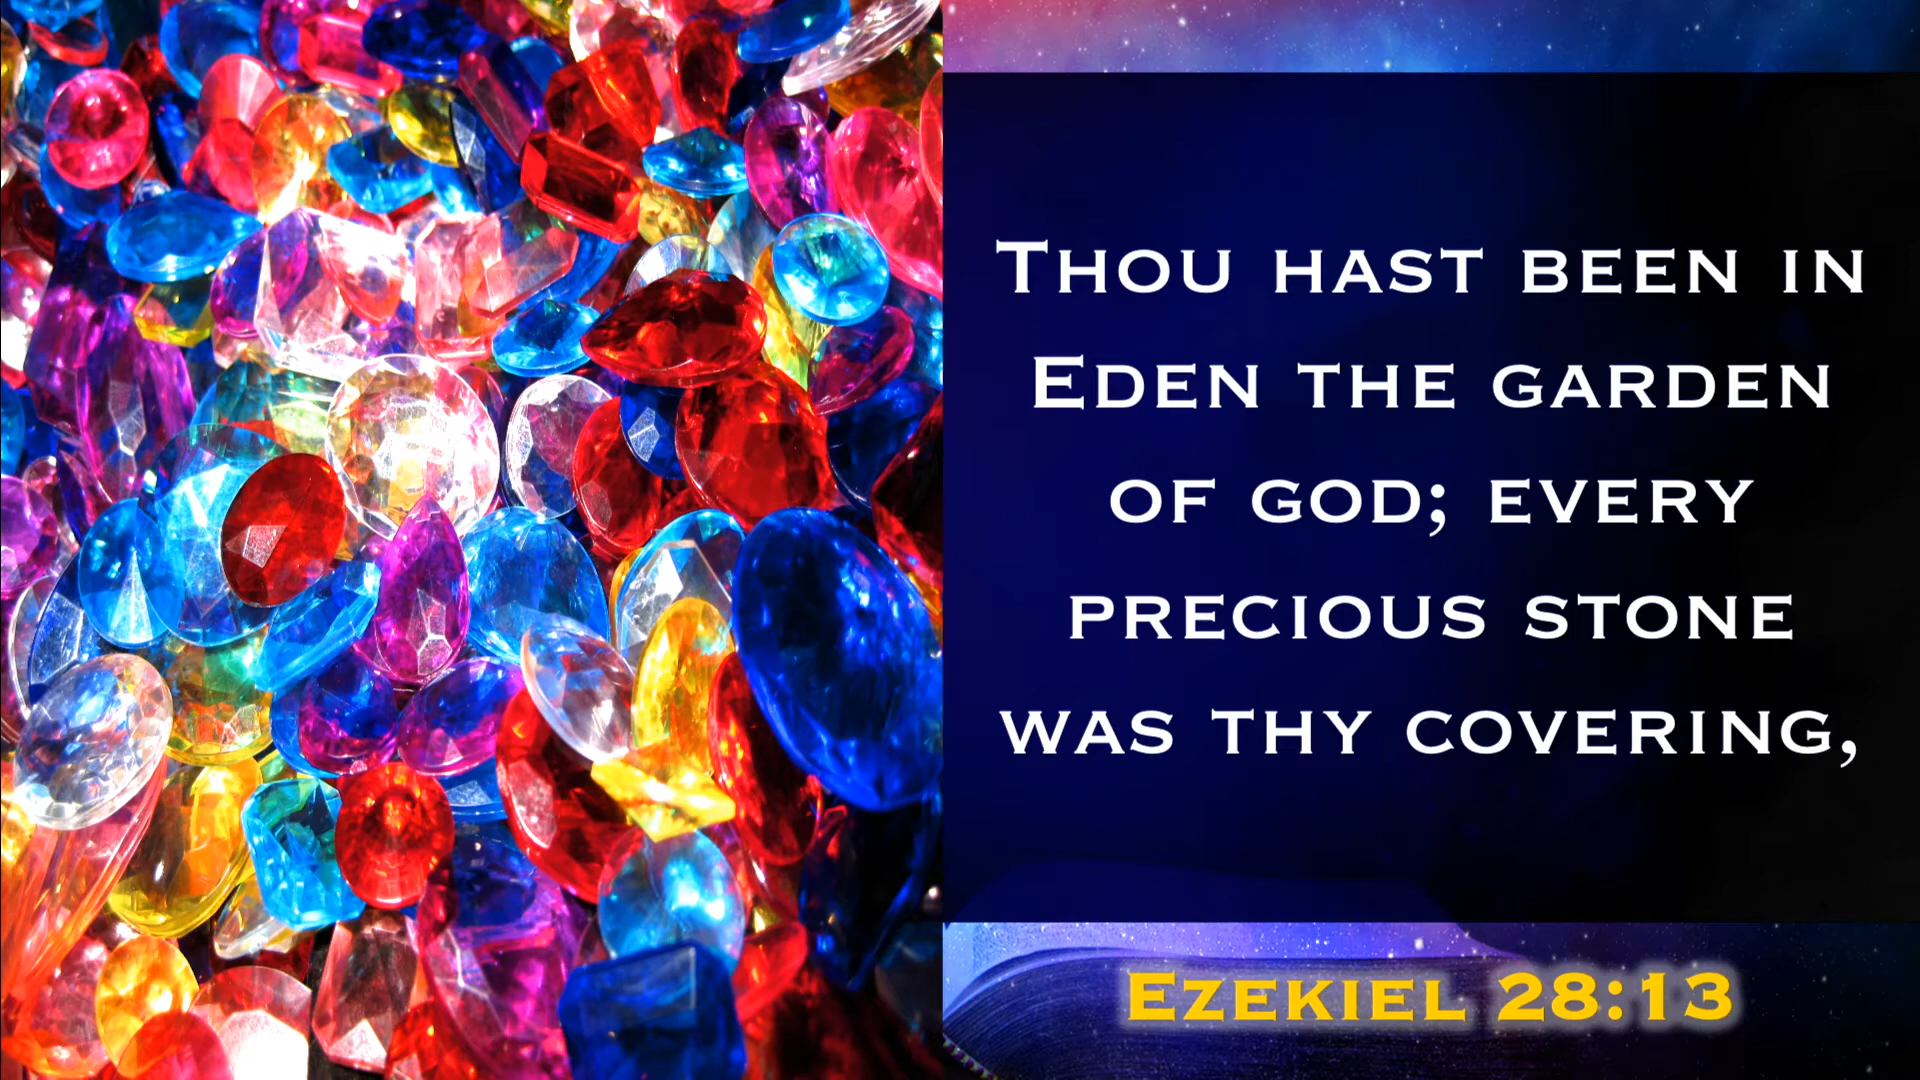 Thou hast been in
Eden the garden
of god; every
precious stone
was thy covering,
Ezekiel 28:13